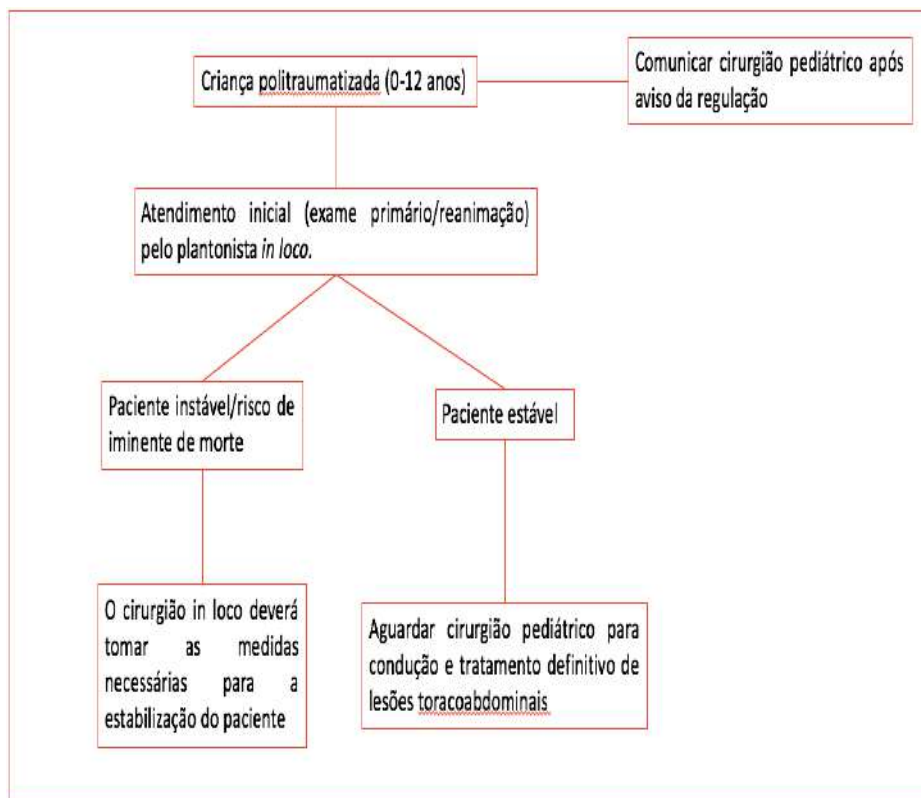 Criança politraumatizada (0-12 anos)
Comunicar cirurgião pediátrico após
aviso da regulação
Atendimento inicial (exame primário/reanimação)
pelo plantonista in loco.
Paciente instável/risco de
iminente de morte
Paciente estável
O cirurgião in loco deverá
tomar as medidas
necessárias para a
estabilização do paciente
Aguardar cirurgião pediátrico para
condução e tratamento definitivo de
lesões toracoabdominais